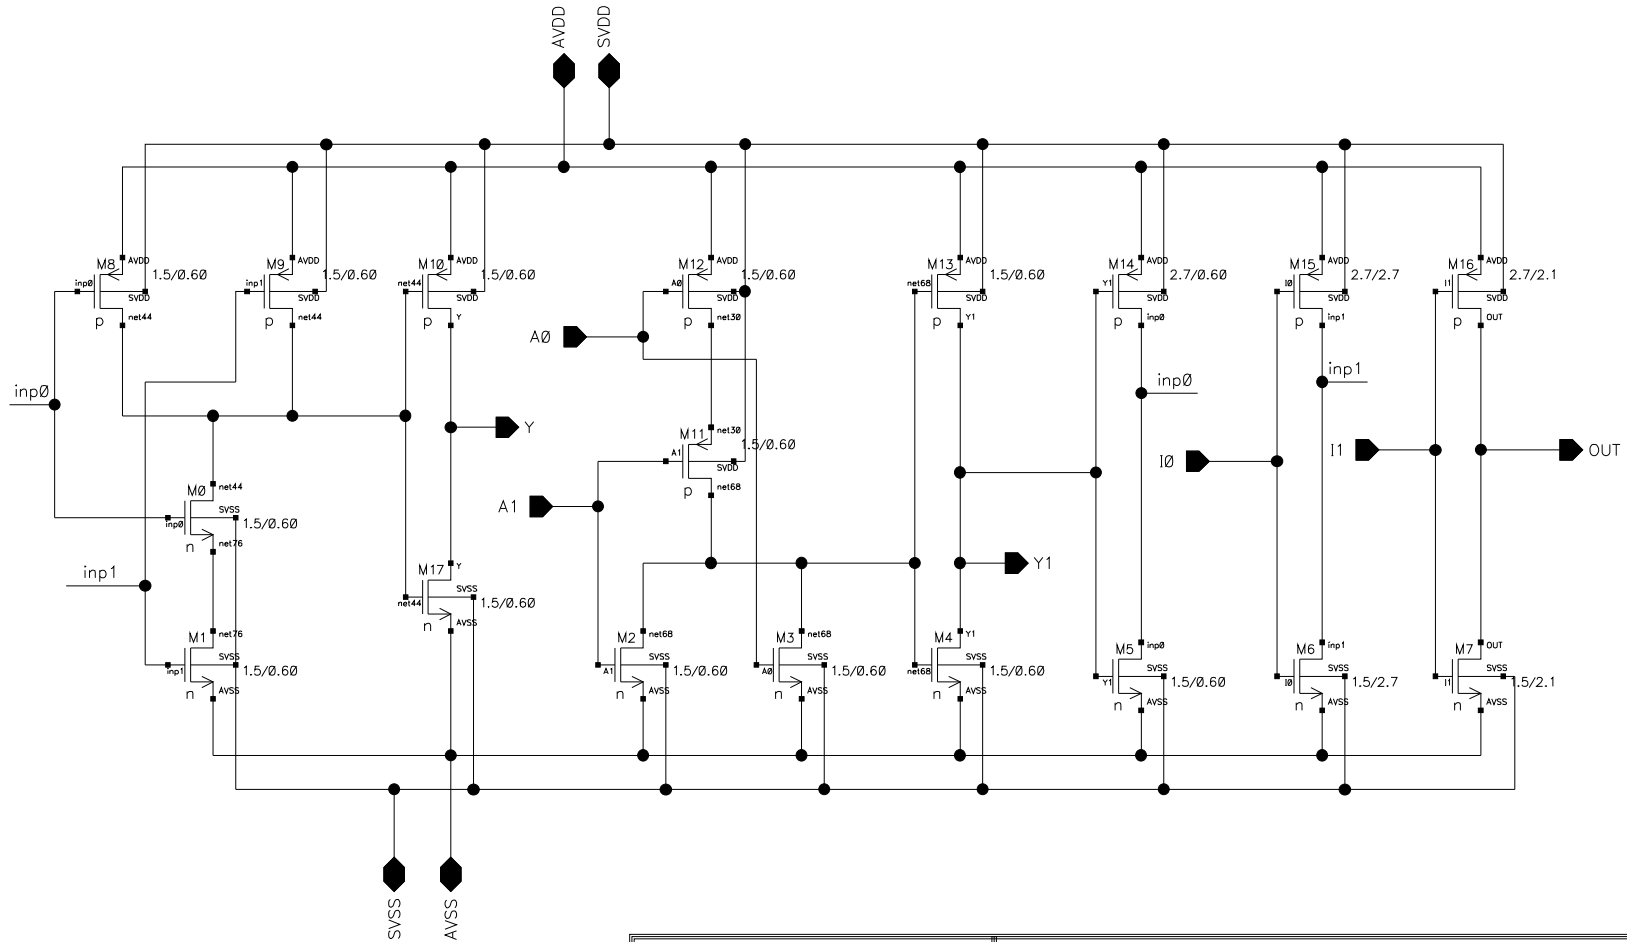 AVDD
SVDD
M8
AVDD
1.5/0.60
inp0
SVDD
net44
p
M9
AVDD
1.5/0.60
inp1
SVDD
net44
p
M10
AVDD
1.5/0.60
net44
SVDD
Y
p
M12
AVDD
1.5/0.60
A0
SVDD
net30
p
M13
AVDD
1.5/0.60
net68
SVDD
Y1
p
M14
AVDD
2.7/0.60
Y1
SVDD
inp0
p
M15
AVDD
2.7/2.7
I0
SVDD
inp1
p
M16
AVDD
2.7/2.1
I1
SVDD
OUT
p
A0
inp0
inp1
inp0
Y
M11
net30
1.5/0.60
A1
SVDD
net68
p
I0
I1
OUT
A1
M0
net44
SVSS
1.5/0.60
inp0
net76
n
inp1
Y1
M17
Y
SVSS
1.5/0.60
net44
AVSS
n
M1
net76
SVSS
1.5/0.60
inp1
AVSS
n
M2
net68
SVSS
1.5/0.60
A1
AVSS
n
M3
net68
SVSS
1.5/0.60
A0
AVSS
n
M4
Y1
SVSS
1.5/0.60
net68
AVSS
n
M5
inp0
SVSS
1.5/0.60
Y1
AVSS
n
M6
inp1
SVSS
1.5/2.7
I0
AVSS
n
M7
OUT
SVSS
1.5/2.1
I1
AVSS
n
SVSS
AVSS